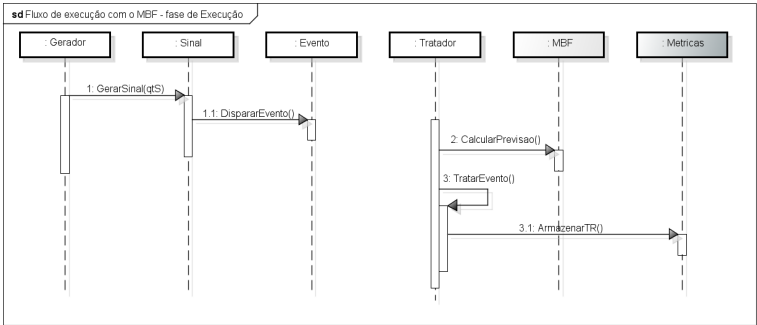 sd Fluxo de execução com o MBF - fase de Execução
: Gerador
: Sinal
: Evento
: Tratador
: MBF
: Metricas
1: GerarSinal(qtS)
1.1: DispararEvento()
2: CalcularPrevisao()
3: TratarEvento()
3.1: ArmazenarTR()